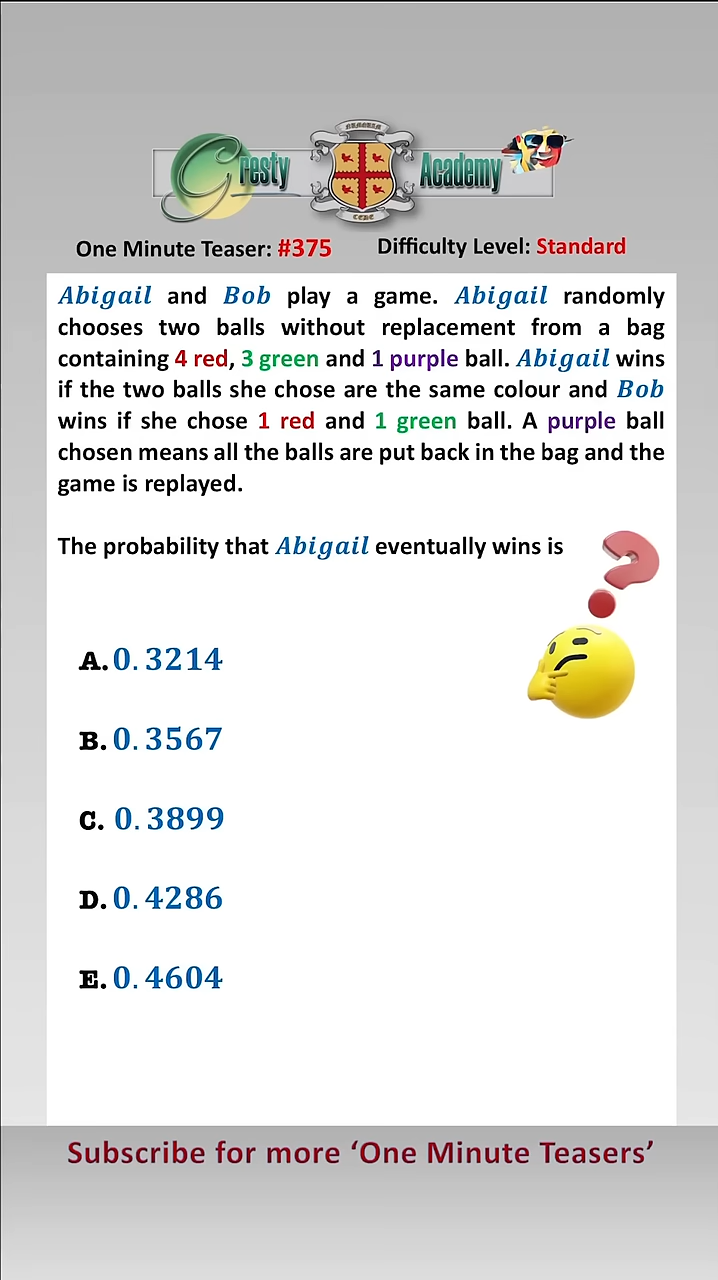 NUMQUAM
Gresty Academy
CEDE
One Minute Teaser: #375 Difficulty Level: Standard
Abigail and Bob play a game. Abigail randomly
chooses two balls without replacement from a bag
containing 4 red, 3 green and 1 purple ball. Abigail wins
if the two balls she chose are the same colour and Bob
wins if she chose 1 red and 1 green ball. A purple ball
chosen means all the balls are put back in the bag and the
game is replayed.
The probability that Abigail eventually wins is
A. 0.3214
B. 0.3567
C. 0.3899
D. 0.4286
E. 0.4604
Subscribe for more ‘One Minute Teasers’